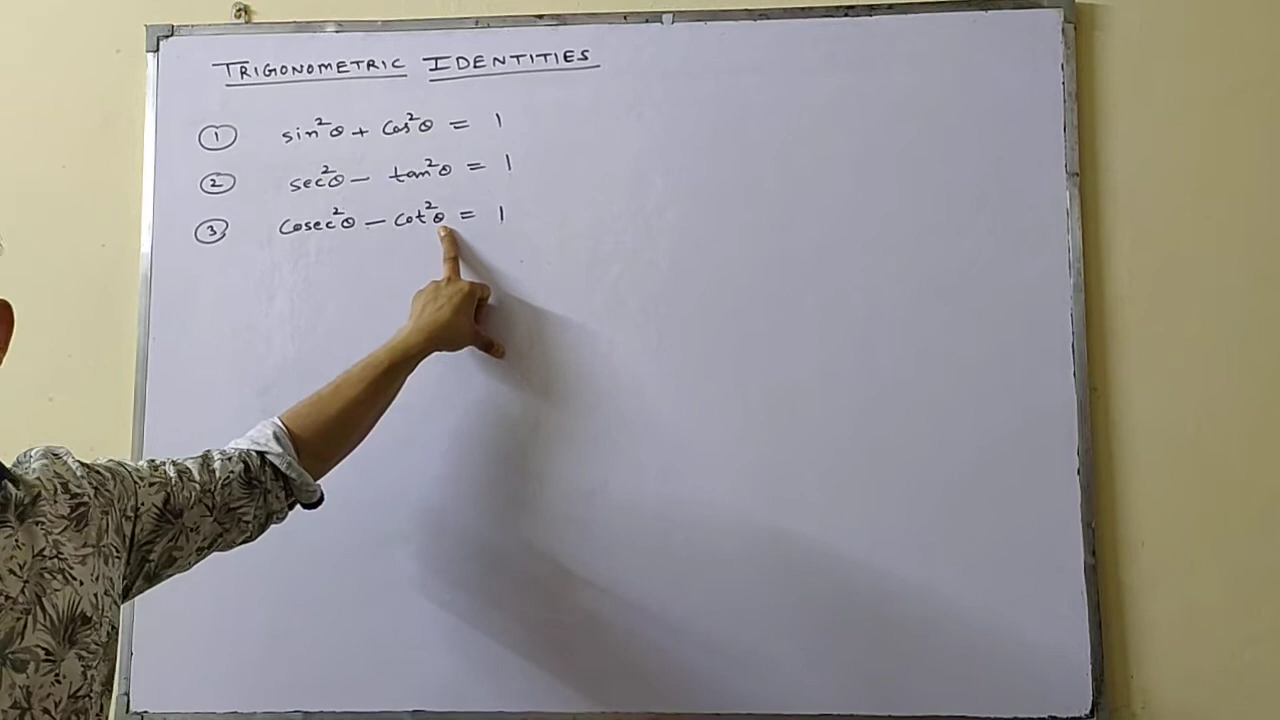 TRIGONOMETRIC IDENTITIES
① sin²θ + cos²θ = 1
② sec²θ − tan²θ = 1
③ cosec²θ − cot²θ = 1